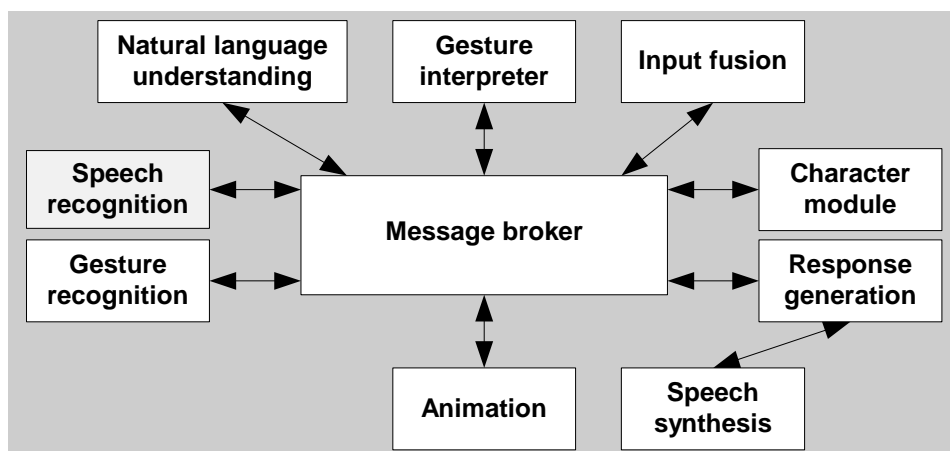 Natural language
understanding
Gesture
interpreter
Input fusion
Speech
recognition
Message broker
Character
module
Gesture
recognition
Response
generation
Animation
Speech
synthesis